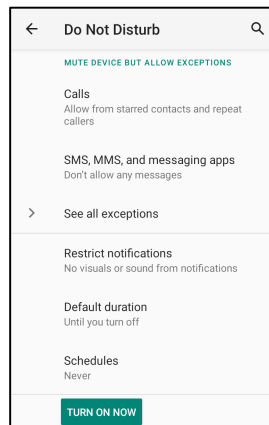 Do Not Disturb
MUTE DEVICE BUT ALLOW EXCEPTIONS
Calls
Allow from starred contacts and repeat
callers
SMS, MMS, and messaging apps
Don't allow any messages
See all exceptions
Restrict notifications
No visuals or sound from notifications
Default duration
Until you turn off
Schedules
Never
TURN ON NOW